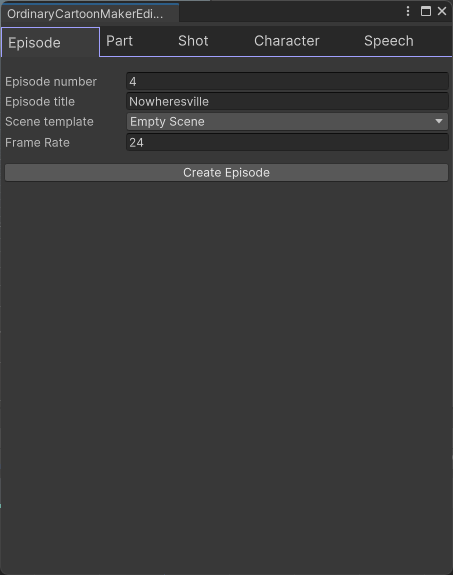 OrdinaryCartoonMakerEdi...
Episode Part Shot Character Speech
Episode number 4
Episode title Nowheresville
Scene template Empty Scene
Frame Rate 24
Create Episode